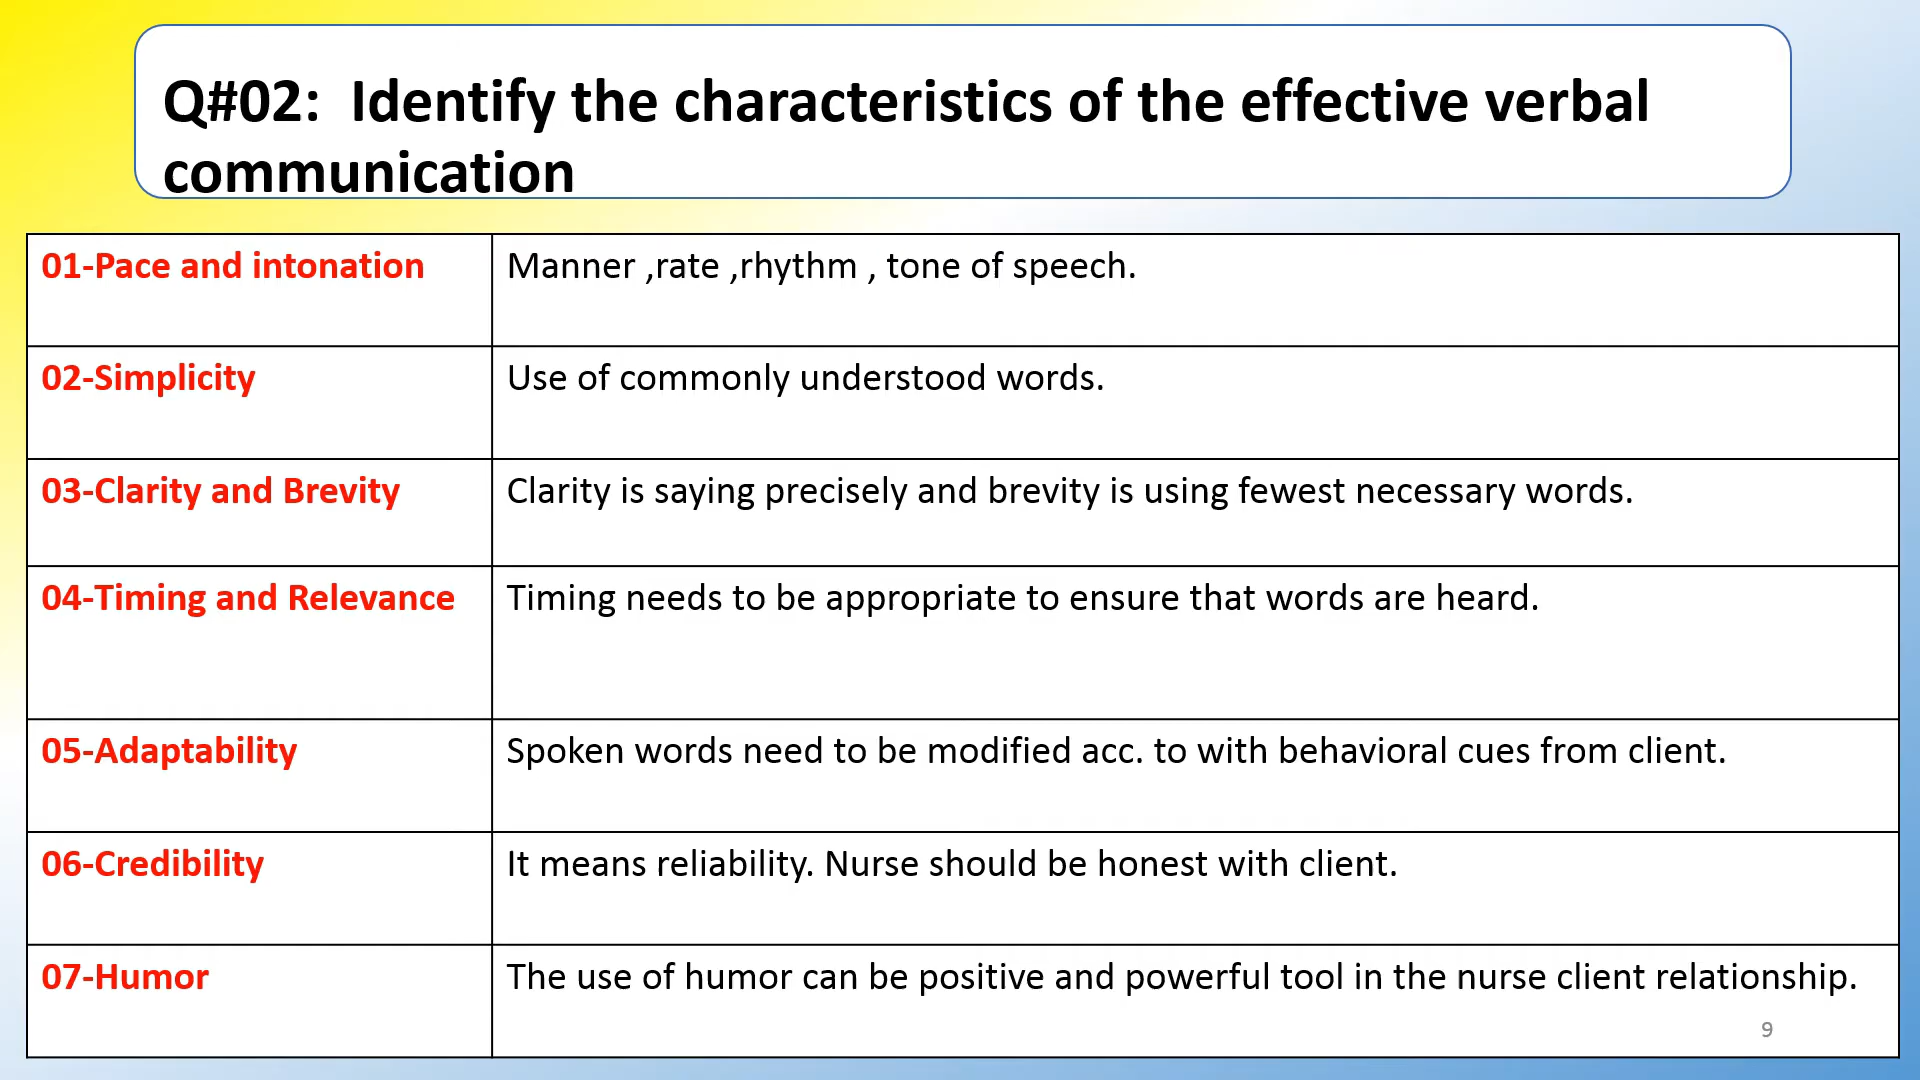 Q#02:  Identify the characteristics of the effective verbal
communication
01-Pace and intonation
Manner ,rate ,rhythm , tone of speech.
02-Simplicity
Use of commonly understood words.
03-Clarity and Brevity
Clarity is saying precisely and brevity is using fewest necessary words.
04-Timing and Relevance
Timing needs to be appropriate to ensure that words are heard.
05-Adaptability
Spoken words need to be modified acc. to with behavioral cues from client.
06-Credibility
It means reliability. Nurse should be honest with client.
07-Humor
The use of humor can be positive and powerful tool in the nurse client relationship.
9